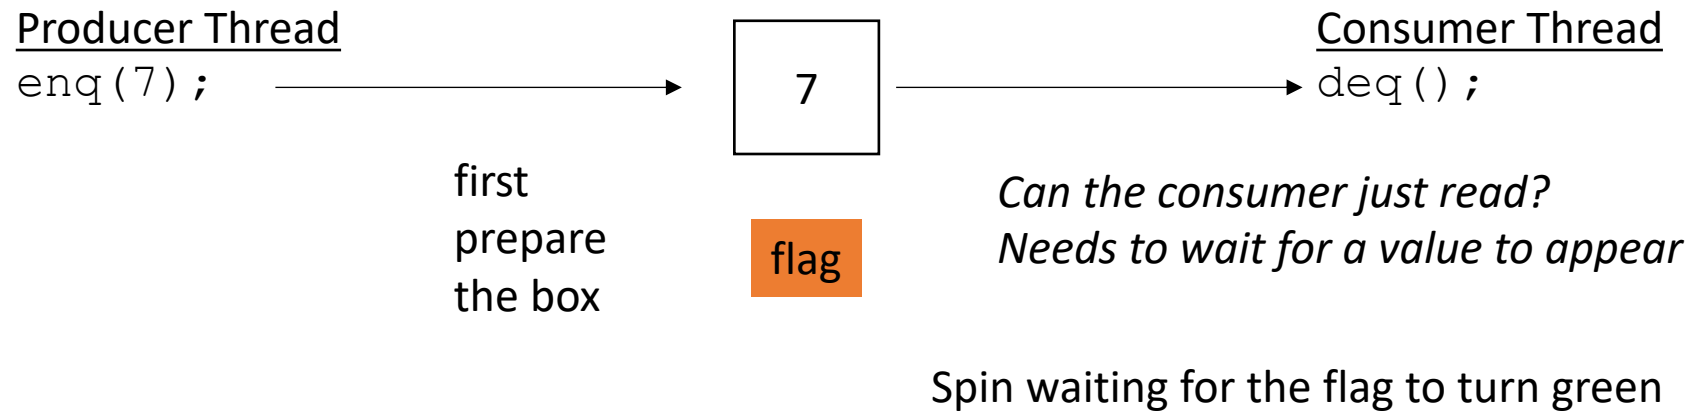 Producer Thread
enq(7);
7
Consumer Thread
deq();
first
prepare
the box
flag
Can the consumer just read?
Needs to wait for a value to appear
Spin waiting for the flag to turn green